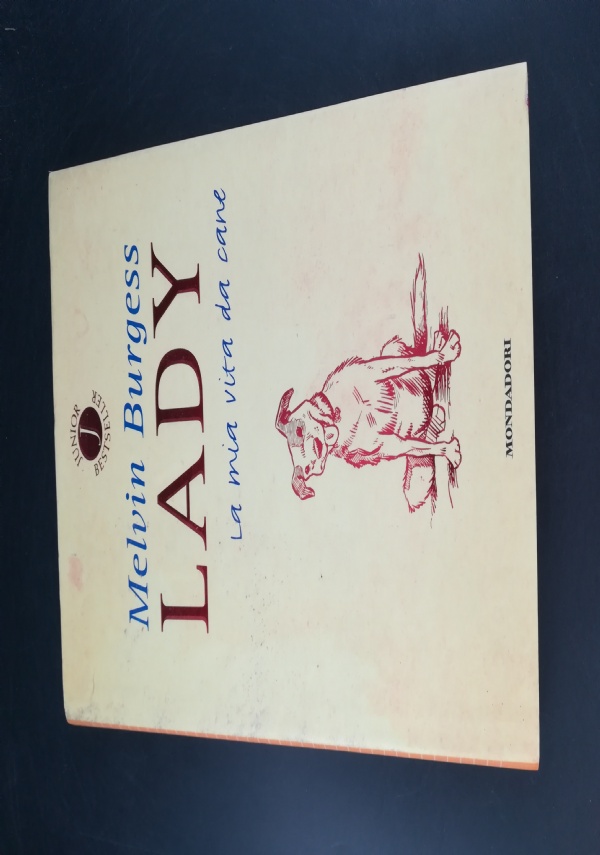 JUNIOR
J
BESTSELLER
Melvin Burgess
LADY
La mia vita da cane
MONDADORI